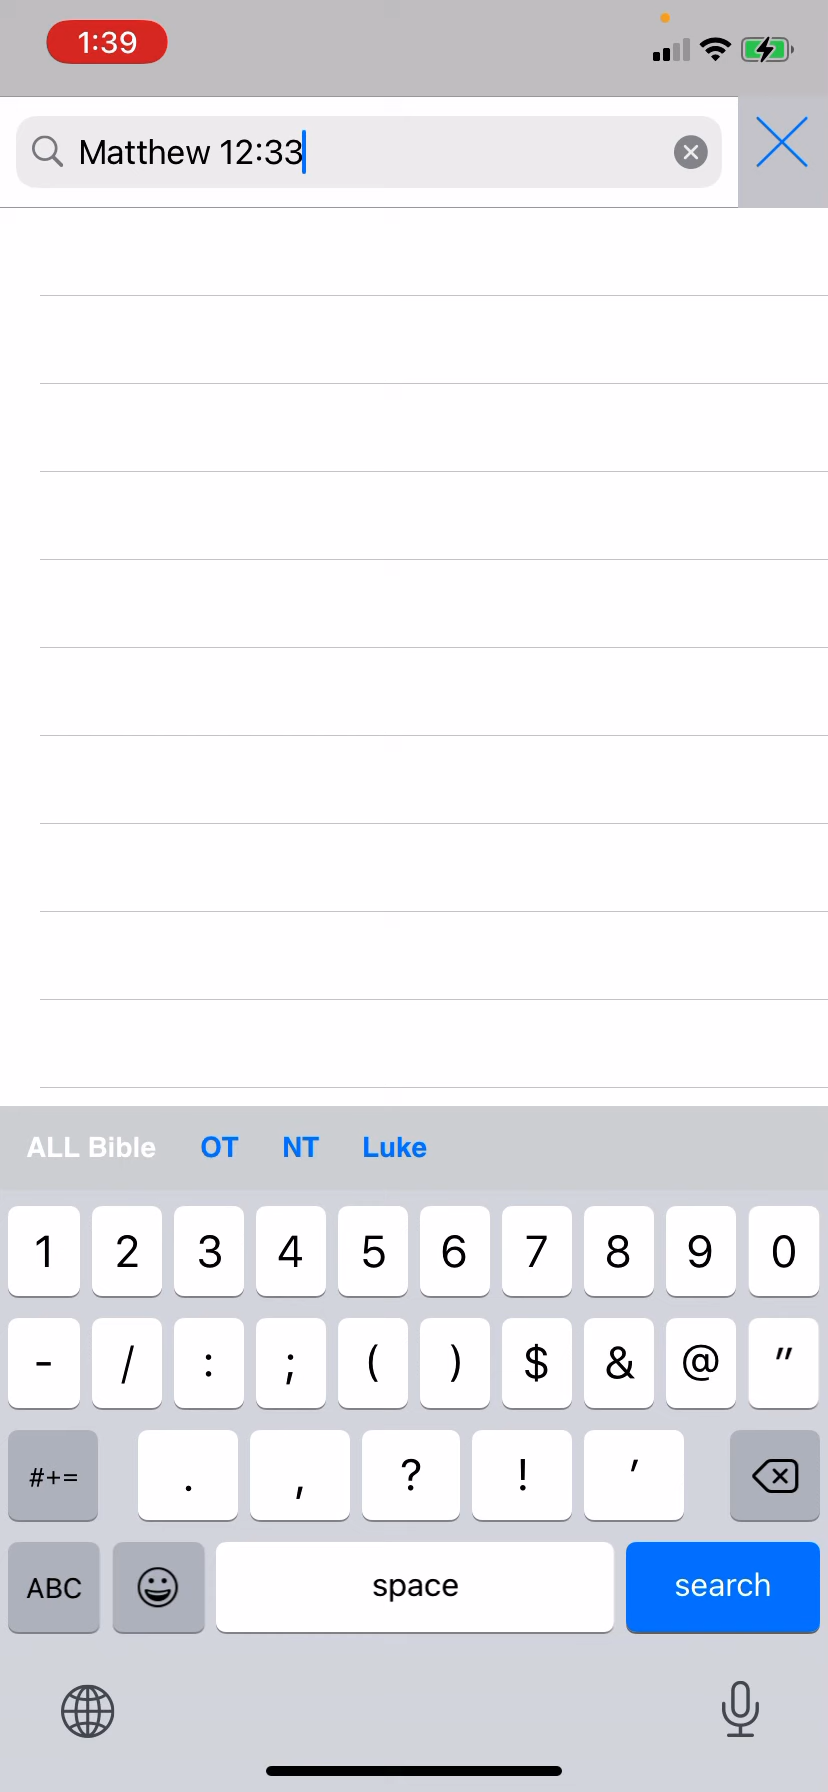 1:39
Matthew 12:33
ALL Bible OT NT Luke
1 2 3 4 5 6 7 8 9 0
- / : ; ( ) $ & @ "
#+= . , ? ! '
ABC space search